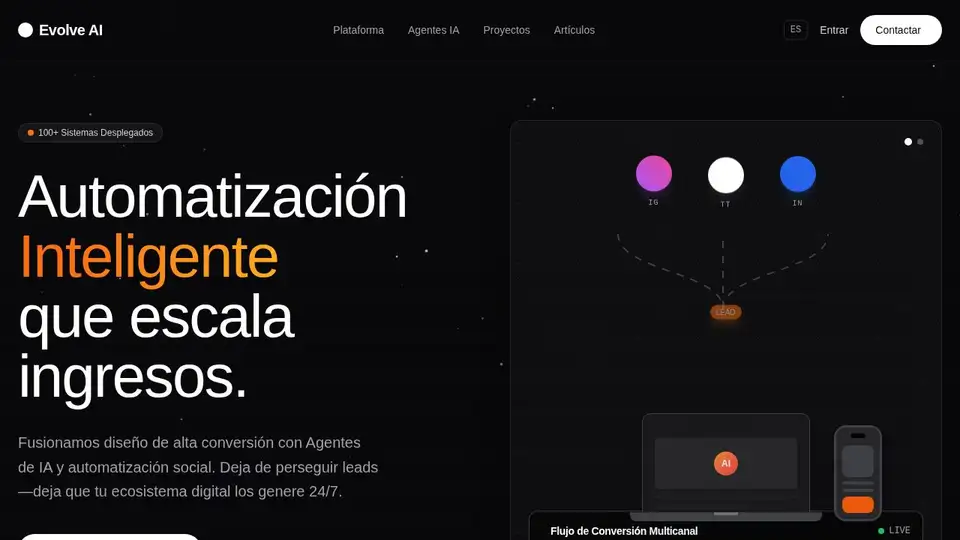 Evolve AI
Plataforma
Agentes IA
Proyectos
Artículos
ES
Entrar
Contactar
100+ Sistemas Desplegados
Automatización
Inteligente
que escala
ingresos.
Fusionamos diseño de alta conversión con Agentes
de IA y automatización social. Deja de perseguir leads
—deja que tu ecosistema digital los genere 24/7.
IG
TT
IN
LEAD
AI
Flujo de Conversión Multicanal
LIVE